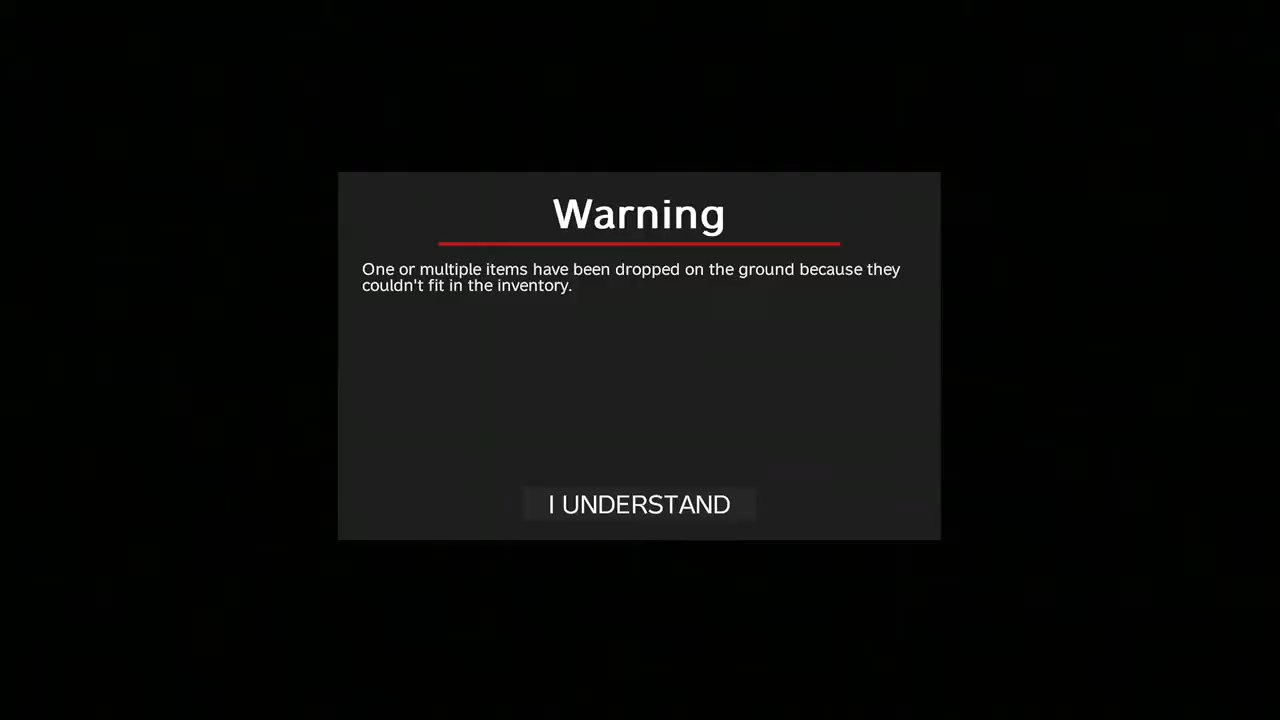 Warning
One or multiple items have been dropped on the ground because they
couldn't fit in the inventory.
I UNDERSTAND